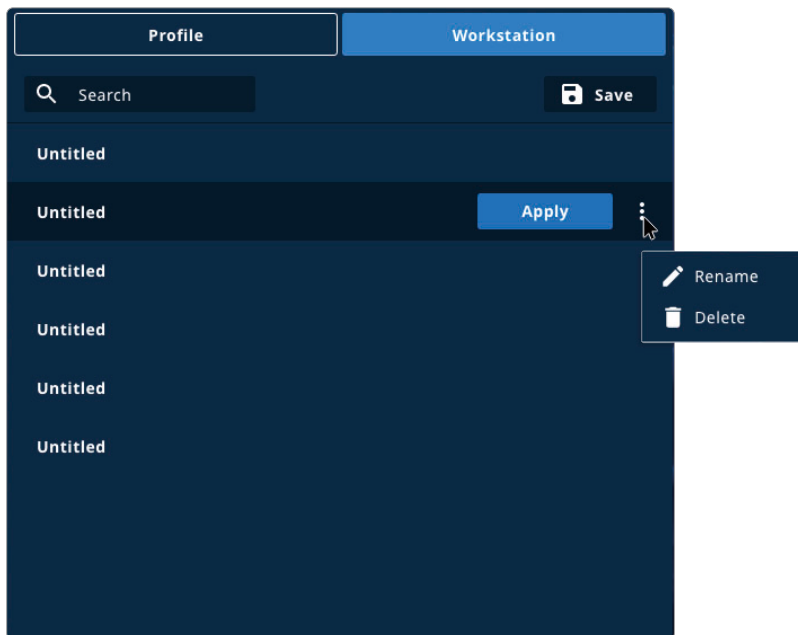 Profile
Workstation
Search
Save
Untitled
Untitled
Apply
Untitled
Rename
Delete
Untitled
Untitled
Untitled